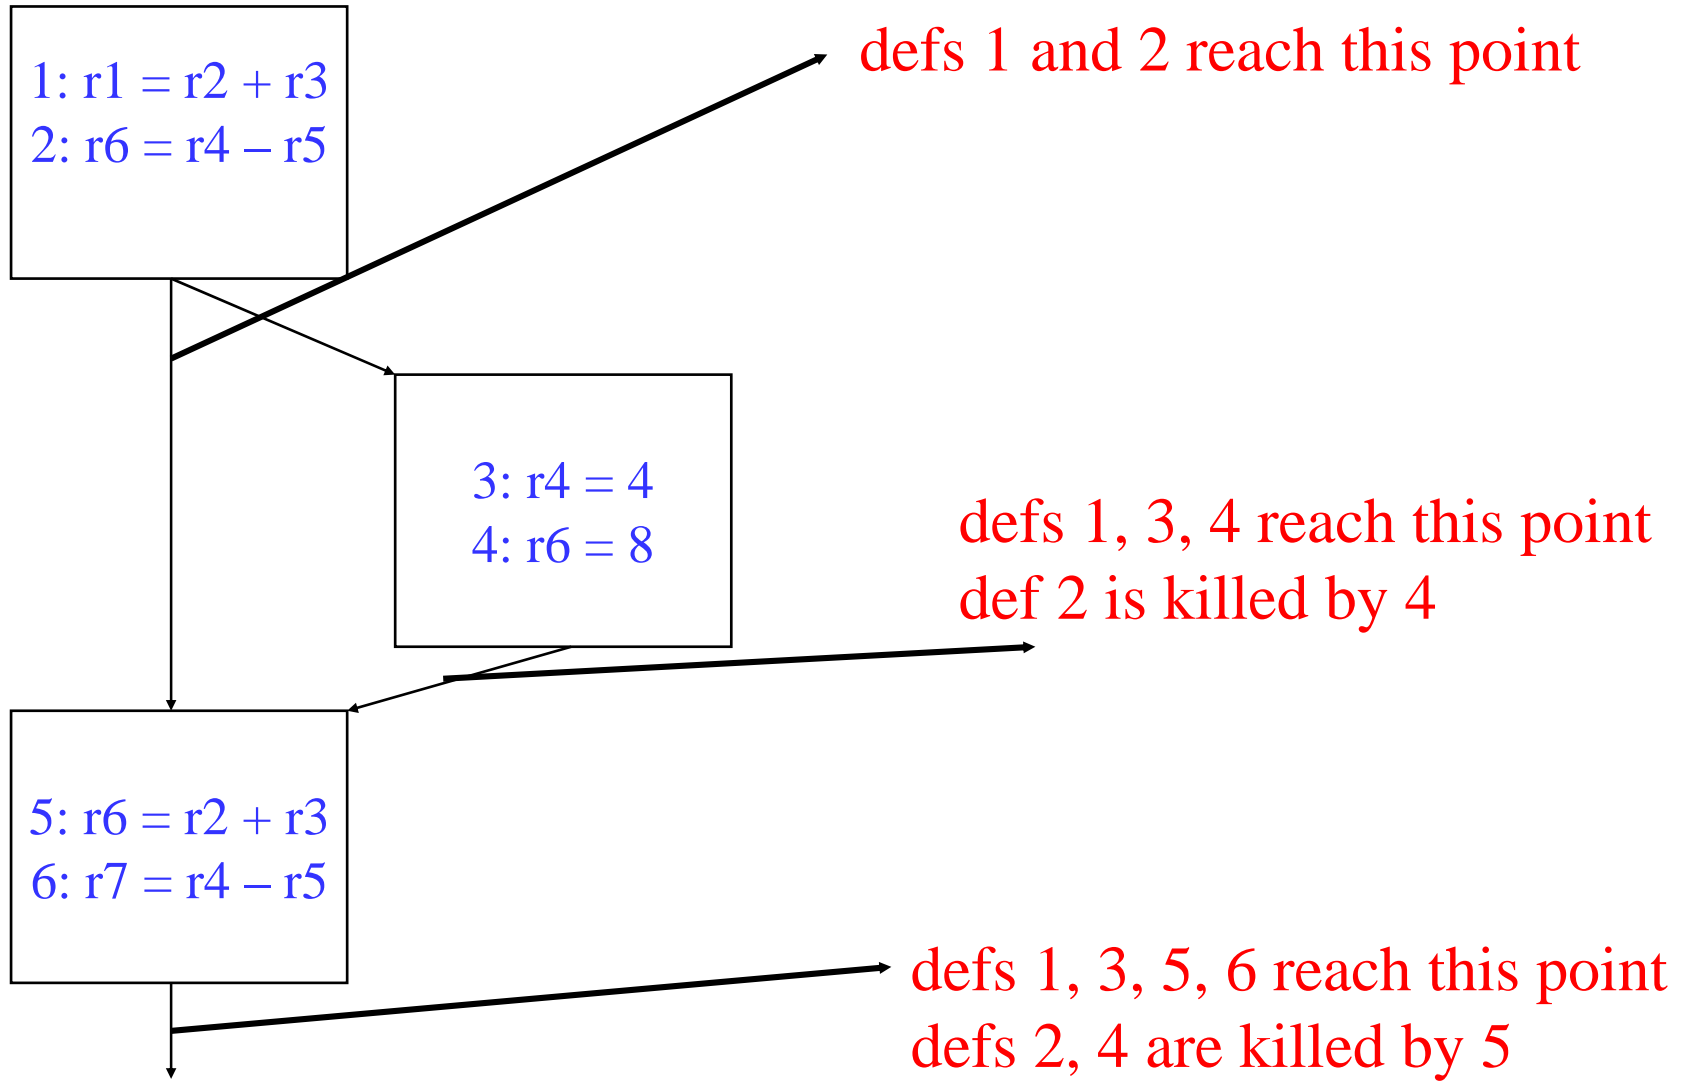 defs 1 and 2 reach this point
1: r1 = r2 + r3
2: r6 = r4 – r5
3: r4 = 4
4: r6 = 8
defs 1, 3, 4 reach this point
def 2 is killed by 4
5: r6 = r2 + r3
6: r7 = r4 – r5
defs 1, 3, 5, 6 reach this point
defs 2, 4 are killed by 5